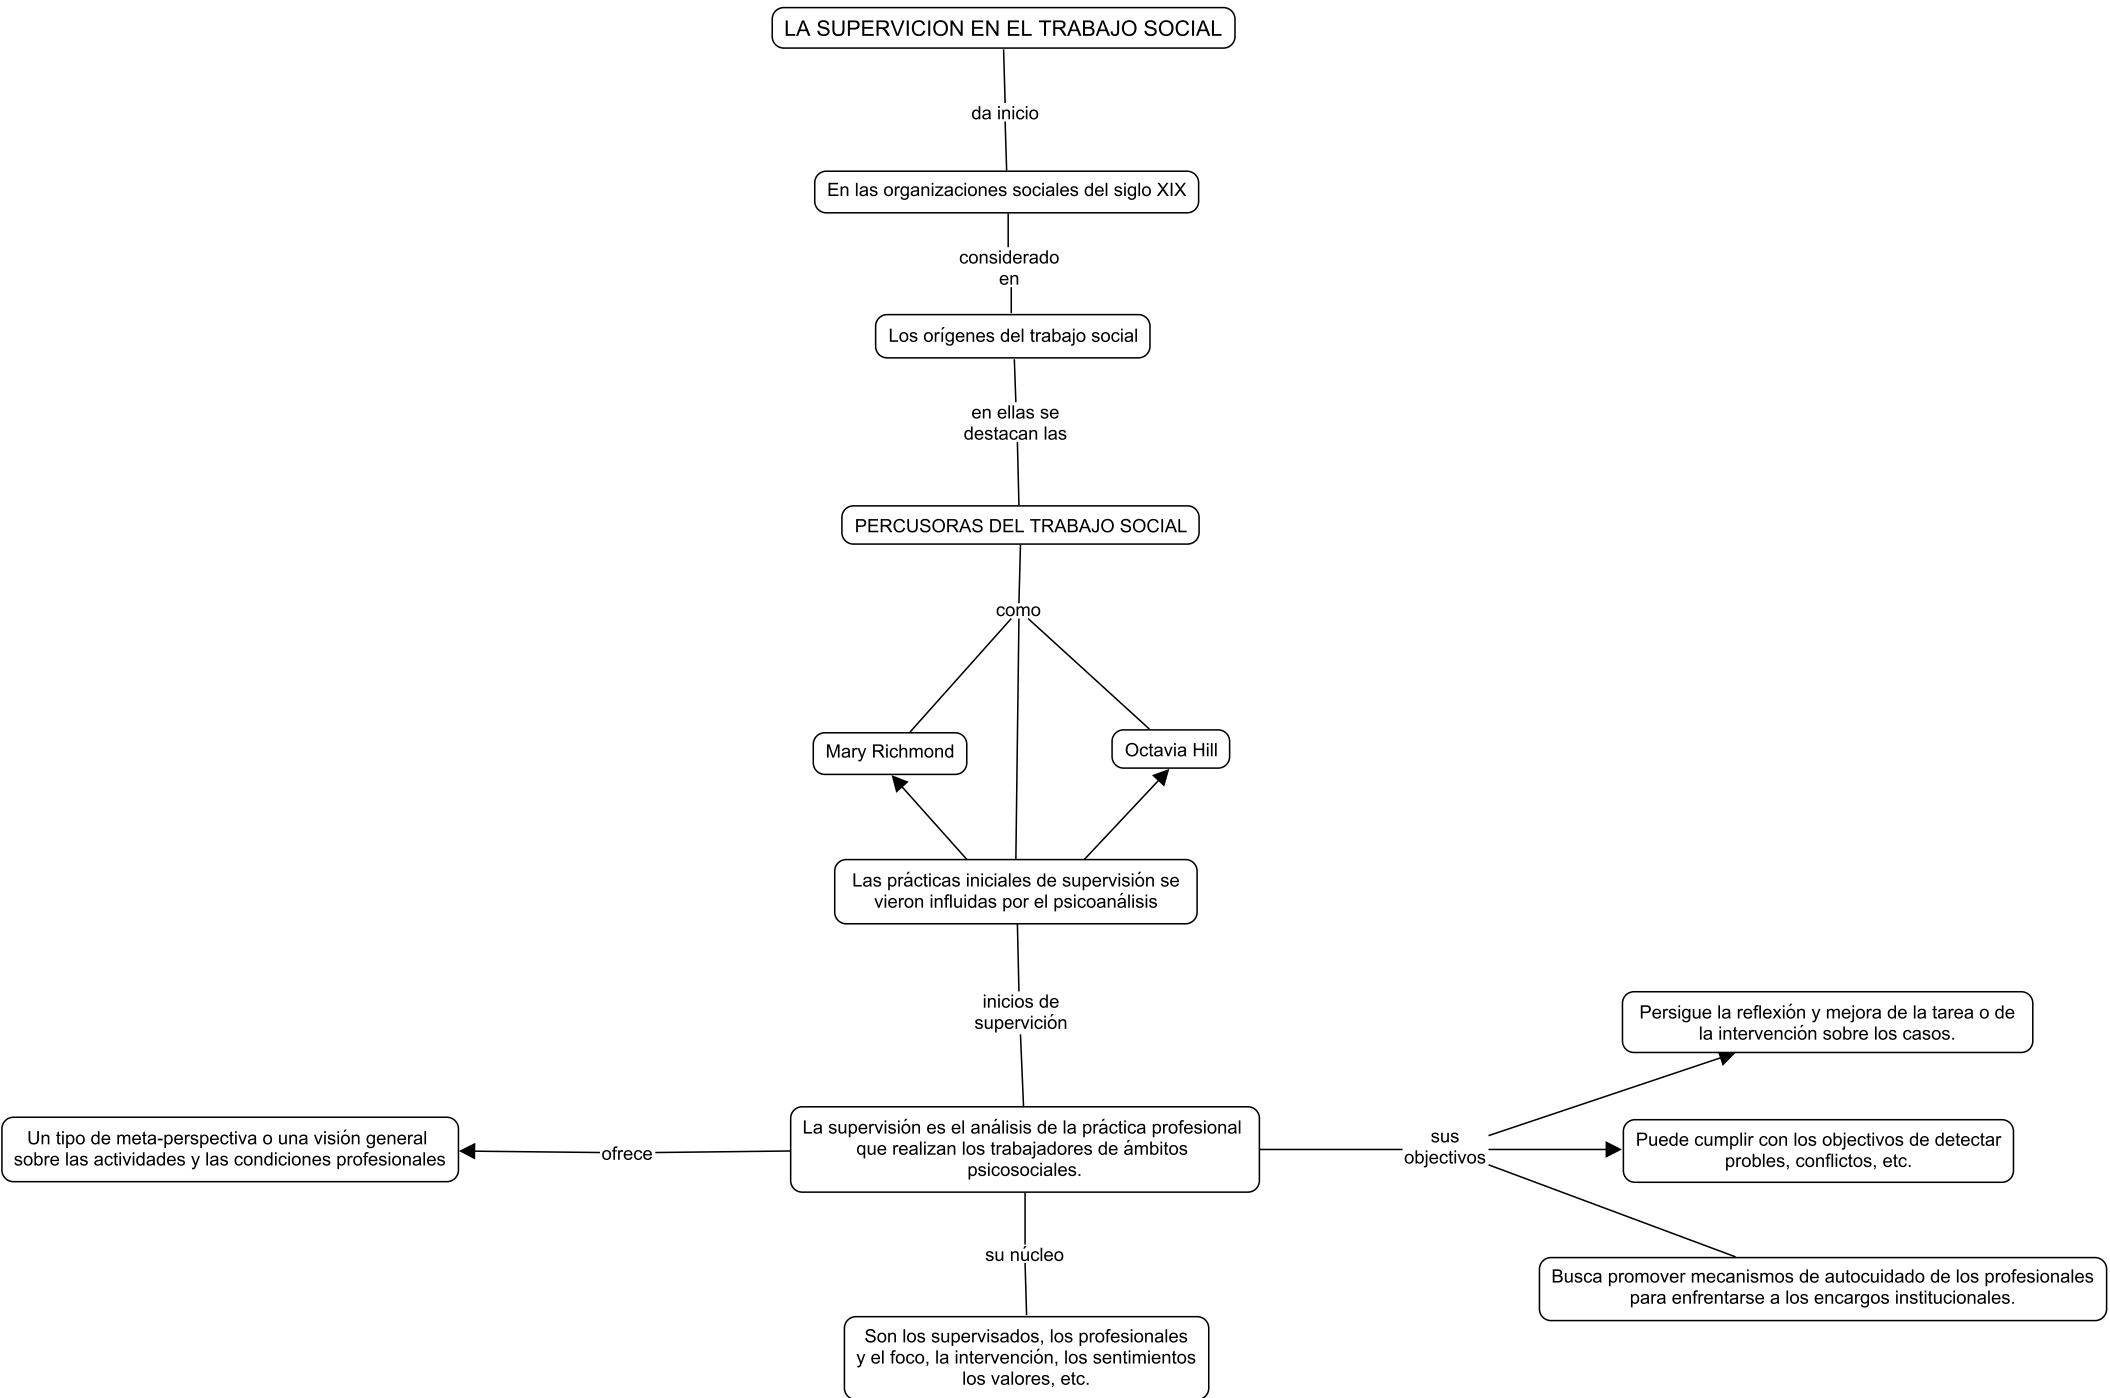 LA SUPERVICION EN EL TRABAJO SOCIAL
da inicio
En las organizaciones sociales del siglo XIX
considerado
en
Los orígenes del trabajo social
en ellas se
destacan las
PERCUSORAS DEL TRABAJO SOCIAL
como
Mary Richmond
Octavia Hill
Las prácticas iniciales de supervisión se
vieron influidas por el psicoanálisis
inicios de
supervición
Persigue la reflexión y mejora de la tarea o de
la intervención sobre los casos.
Un tipo de meta-perspectiva o una visión general
sobre las actividades y las condiciones profesionales
ofrece
La supervisión es el análisis de la práctica profesional
que realizan los trabajadores de ámbitos
psicosociales.
sus
objectivos
Puede cumplir con los objectivos de detectar
probles, conflictos, etc.
su núcleo
Busca promover mecanismos de autocuidado de los profesionales
para enfrentarse a los encargos institucionales.
Son los supervisados, los profesionales
y el foco, la intervención, los sentimientos
los valores, etc.